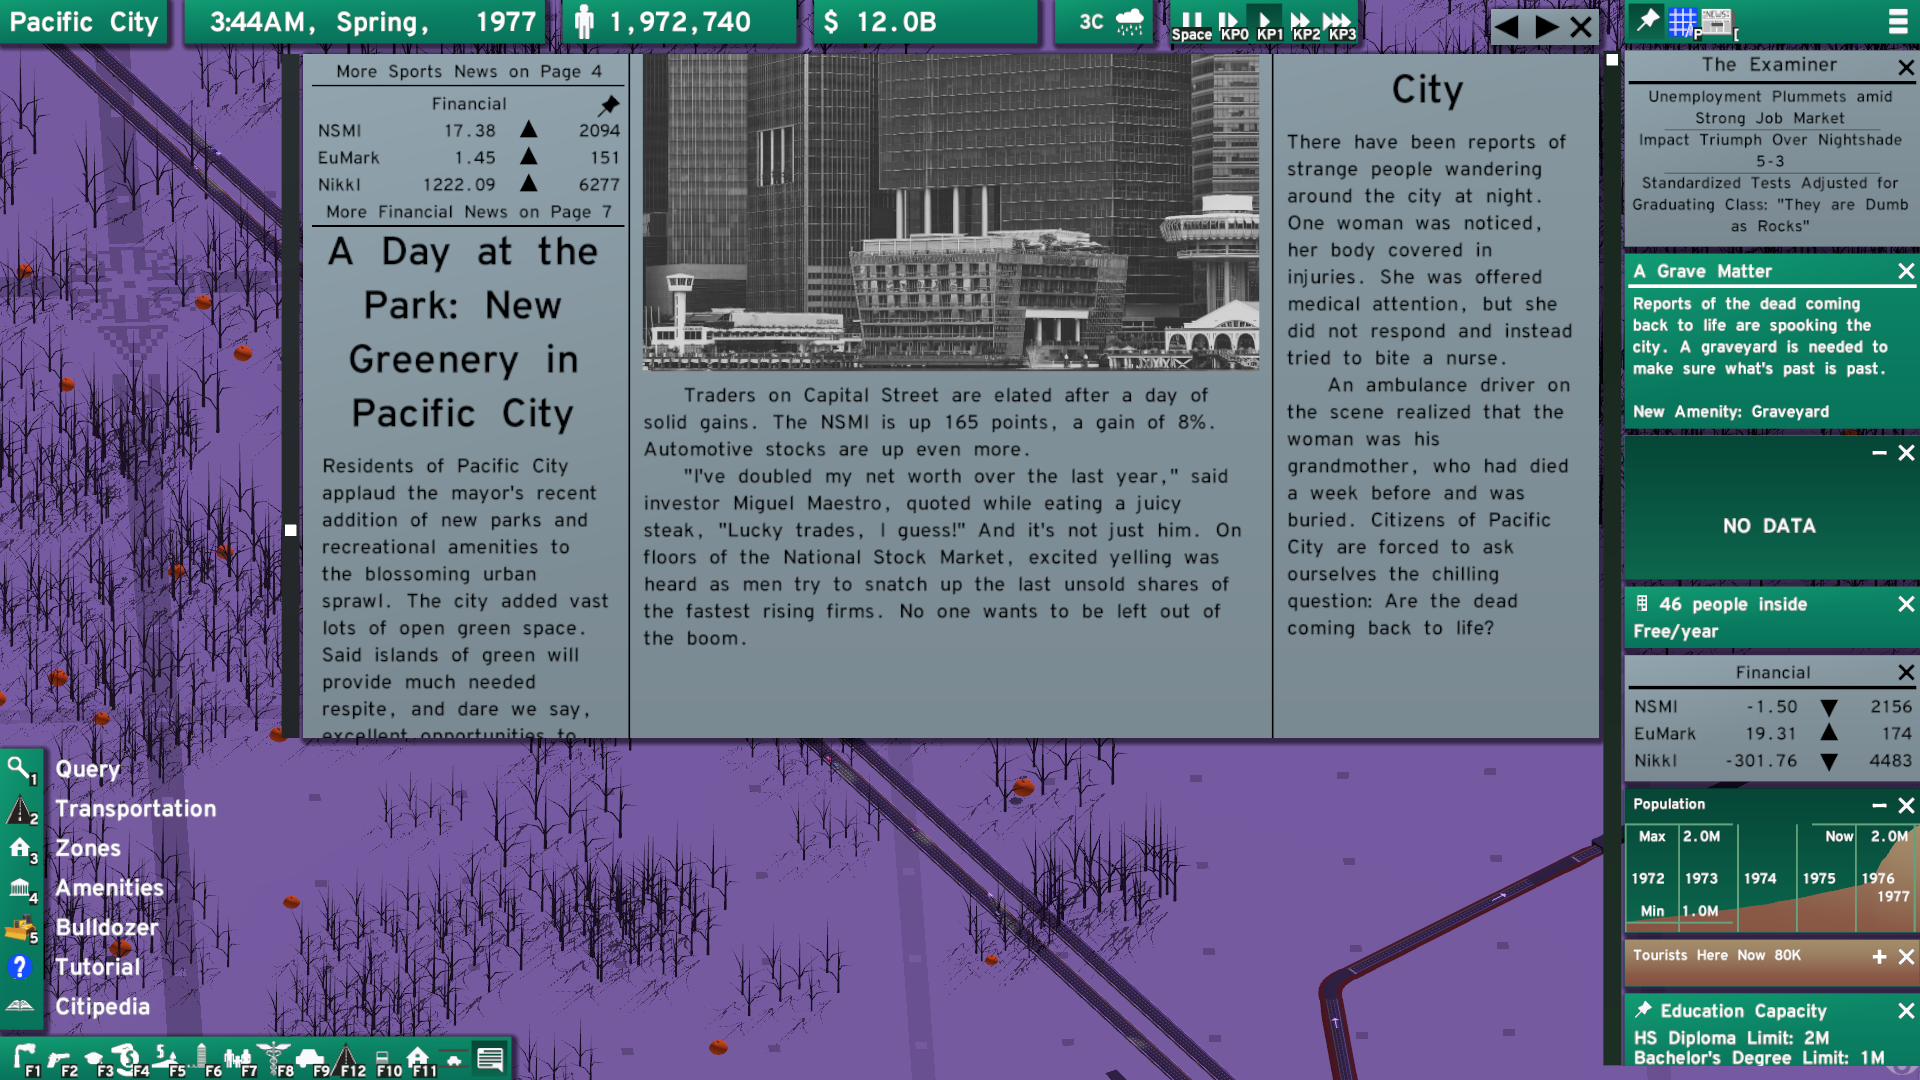 Pacific City
3:44AM, Spring, 1977
1,972,740
$ 12.0B
3C
Space KP0 KP1 KP2 KP3
P
NEWS
[
More Sports News on Page 4
Financial
NSMI 17.38 ▲ 2094
EuMark 1.45 ▲ 151
NikkI 1222.09 ▲ 6277
More Financial News on Page 7
A Day at the
Park: New
Greenery in
Pacific City
Residents of Pacific City
applaud the mayor's recent
addition of new parks and
recreational amenities to
the blossoming urban
sprawl. The city added vast
lots of open green space.
Said islands of green will
provide much needed
respite, and dare we say,
excellent opportunities to
Traders on Capital Street are elated after a day of
solid gains. The NSMI is up 165 points, a gain of 8%.
Automotive stocks are up even more.
"I've doubled my net worth over the last year," said
investor Miguel Maestro, quoted while eating a juicy
steak, "Lucky trades, I guess!" And it's not just him. On
floors of the National Stock Market, excited yelling was
heard as men try to snatch up the last unsold shares of
the fastest rising firms. No one wants to be left out of
the boom.
City
There have been reports of
strange people wandering
around the city at night.
One woman was noticed,
her body covered in
injuries. She was offered
medical attention, but she
did not respond and instead
tried to bite a nurse.
An ambulance driver on
the scene realized that the
woman was his
grandmother, who had died
a week before and was
buried. Citizens of Pacific
City are forced to ask
ourselves the chilling
question: Are the dead
coming back to life?
The Examiner
Unemployment Plummets amid
Strong Job Market
Impact Triumph Over Nightshade
5-3
Standardized Tests Adjusted for
Graduating Class: "They are Dumb
as Rocks"
A Grave Matter
Reports of the dead coming
back to life are spooking the
city. A graveyard is needed to
make sure what's past is past.
New Amenity: Graveyard
NO DATA
46 people inside
Free/year
Financial
NSMI -1.50 ▼ 2156
EuMark 19.31 ▲ 174
NikkI -301.76 ▼ 4483
Population
Max 2.0M Now 2.0M
1972 1973 1974 1975 1976
1977
Min 1.0M
Tourists Here Now 80K
Education Capacity
HS Diploma Limit: 2M
Bachelor's Degree Limit: 1M
1 Query
2 Transportation
3 Zones
4 Amenities
5 Bulldozer
? Tutorial
Citipedia
F1 F2 F3 F4 F5 F6 F7 F8 F9 F12 F10 F11